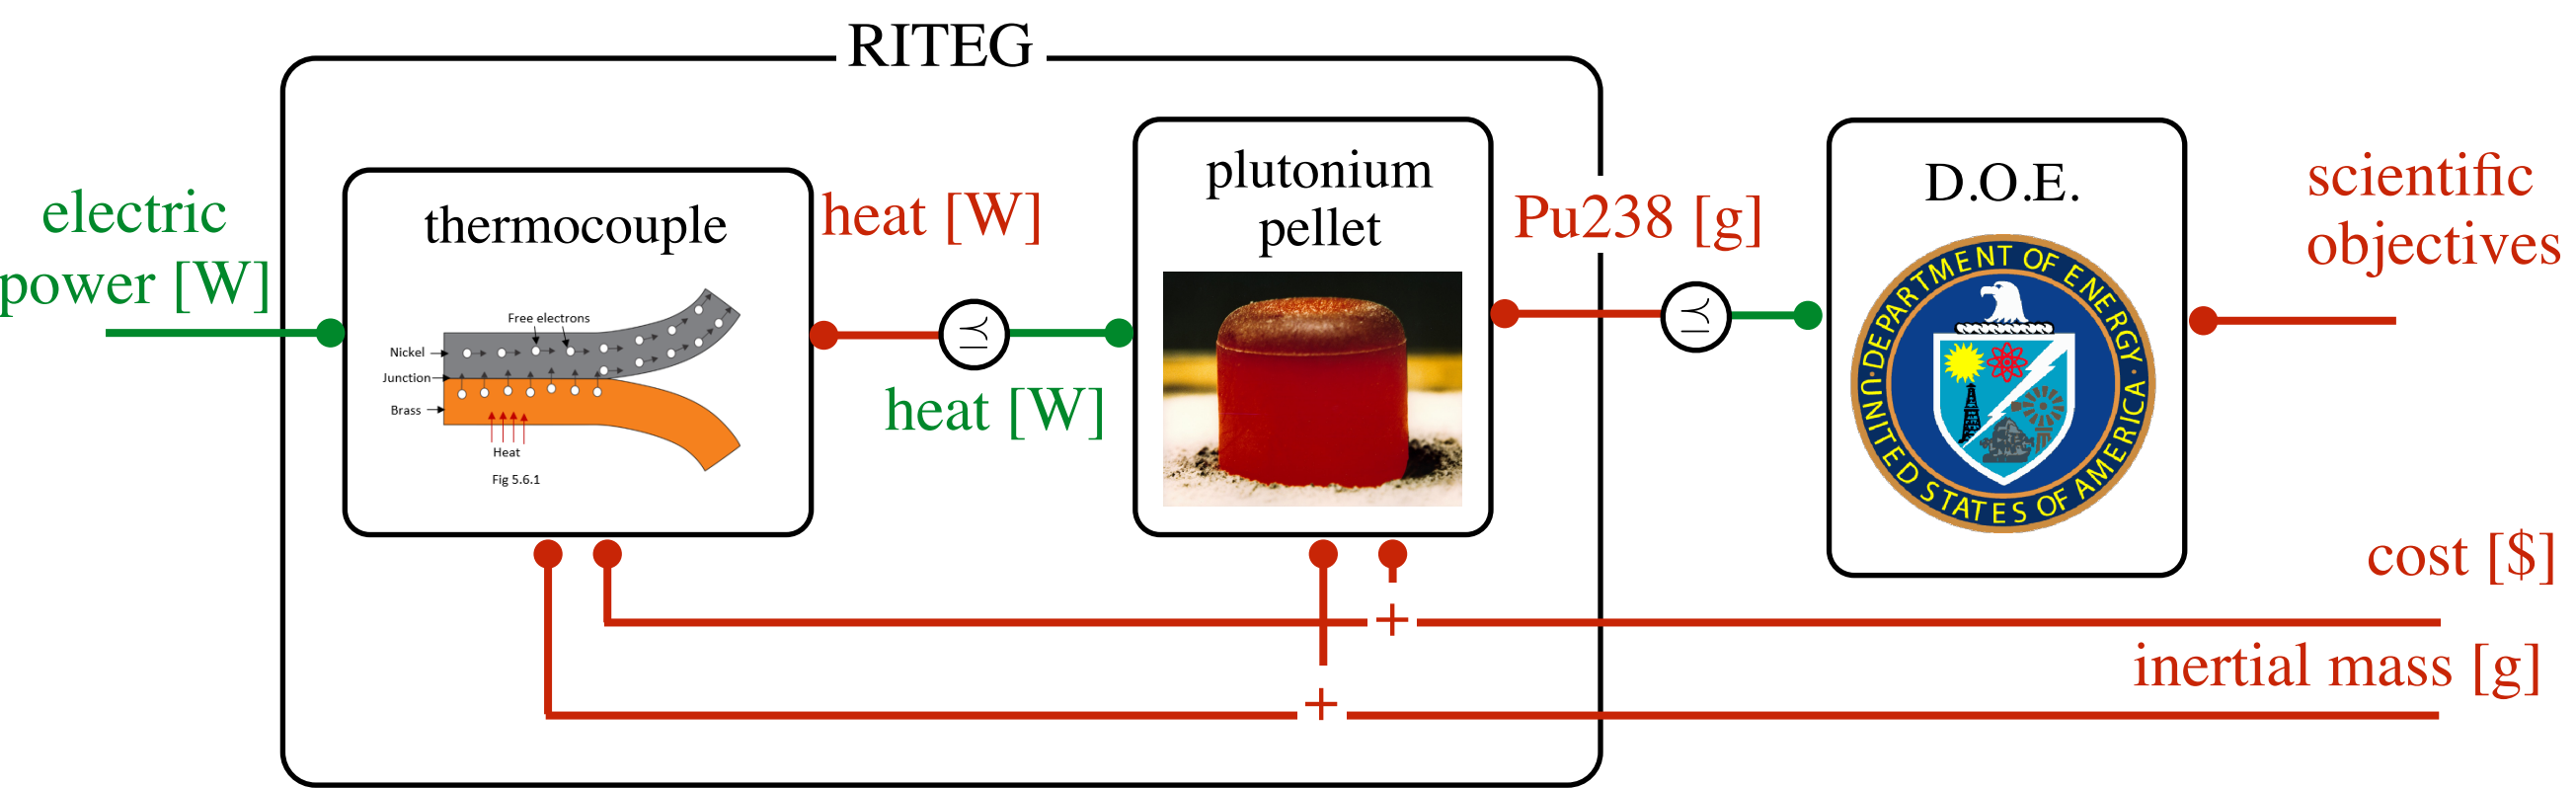 RITEG
electric
power [W]
thermocouple
Free electrons
Nickel
Junction
Brass
Heat
Fig 5.6.1
heat [W]
⪯
heat [W]
plutonium
pellet
Pu238 [g]
⪯
D.O.E.
DEPARTMENT OF ENERGY
UNITED STATES OF AMERICA
scientific
objectives
cost [$]
+
inertial mass [g]
+